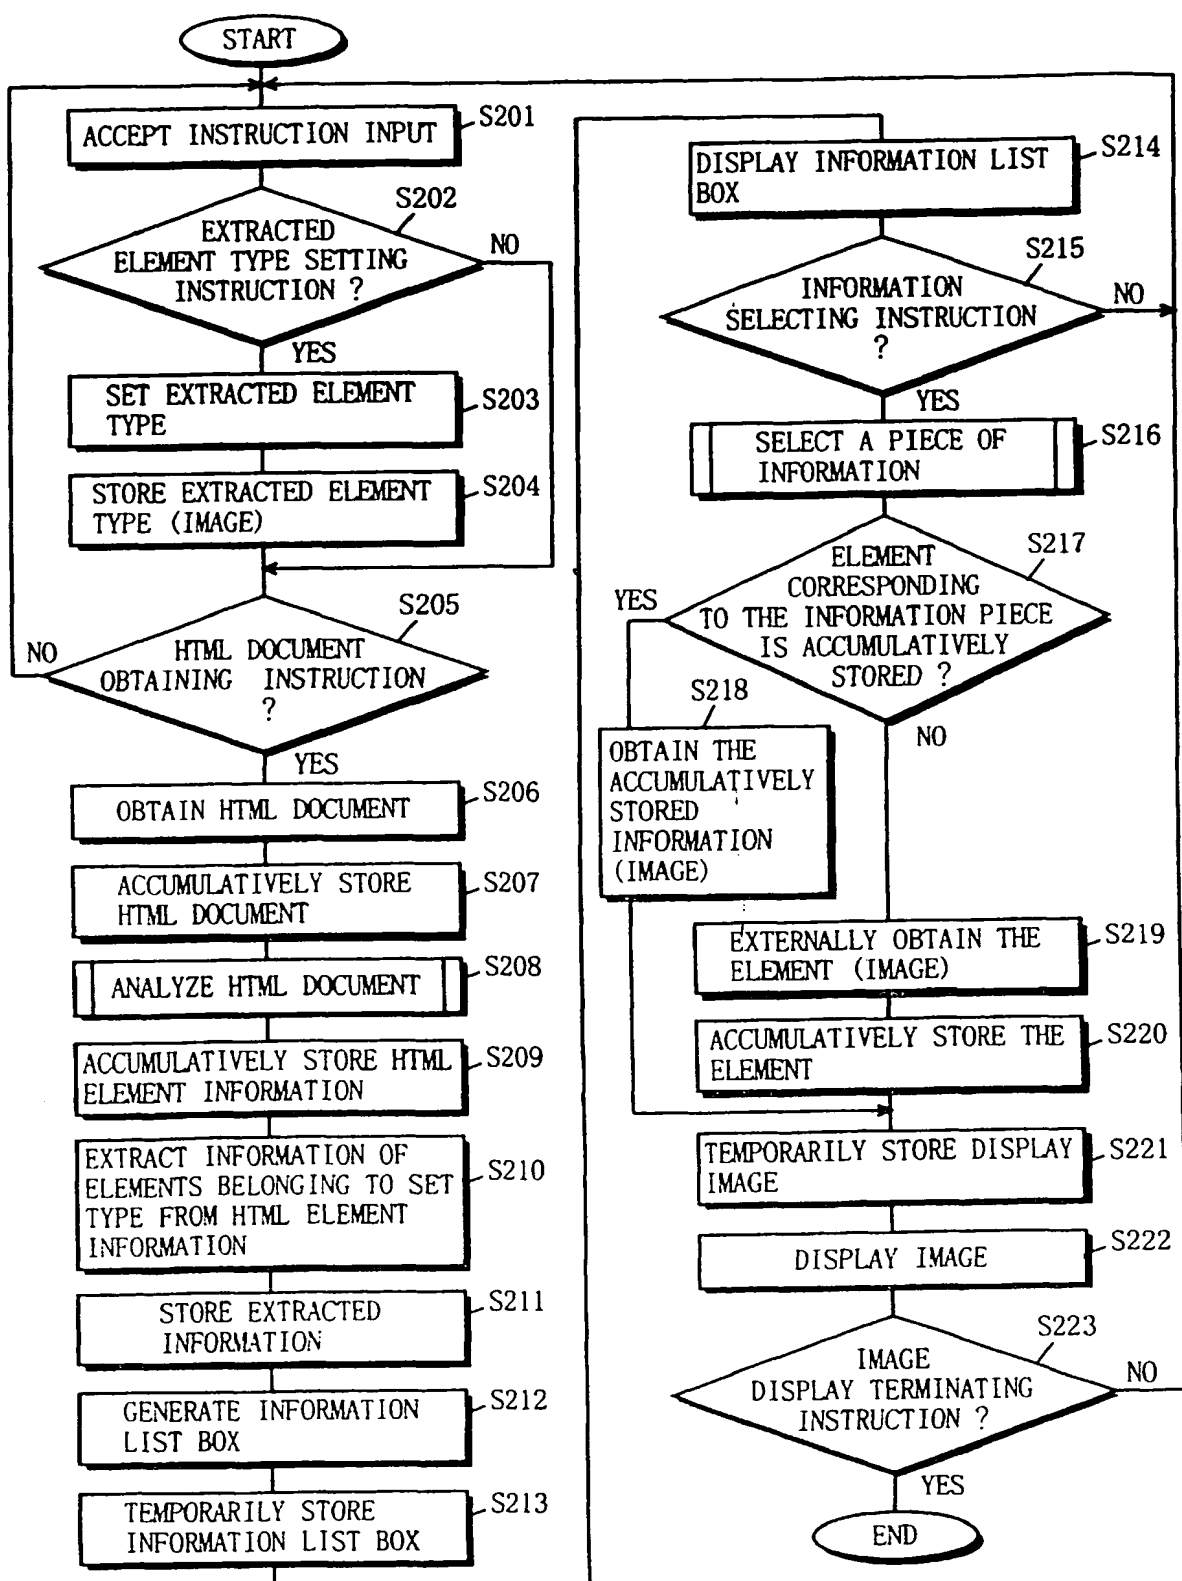 START
ACCEPT INSTRUCTION INPUT
S201
S202
EXTRACTED
ELEMENT TYPE SETTING
INSTRUCTION ?
NO
YES
SET EXTRACTED ELEMENT
TYPE
S203
STORE EXTRACTED ELEMENT
TYPE (IMAGE)
S204
S205
NO
HTML DOCUMENT
OBTAINING INSTRUCTION
?
YES
OBTAIN HTML DOCUMENT
S206
ACCUMULATIVELY STORE
HTML DOCUMENT
S207
ANALYZE HTML DOCUMENT
S208
ACCUMULATIVELY STORE HTML
ELEMENT INFORMATION
S209
EXTRACT INFORMATION OF
ELEMENTS BELONGING TO SET
TYPE FROM HTML ELEMENT
INFORMATION
S210
STORE EXTRACTED
INFORMATION
S211
GENERATE INFORMATION
LIST BOX
S212
TEMPORARILY STORE
INFORMATION LIST BOX
S213
DISPLAY INFORMATION LIST
BOX
S214
S215
INFORMATION
SELECTING INSTRUCTION
?
NO
YES
SELECT A PIECE OF
INFORMATION
S216
S217
ELEMENT
CORRESPONDING
TO THE INFORMATION PIECE
IS ACCUMULATIVELY
STORED ?
YES
NO
S218
OBTAIN THE
ACCUMULATIVELY
STORED
INFORMATION
(IMAGE)
EXTERNALLY OBTAIN THE
ELEMENT (IMAGE)
S219
ACCUMULATIVELY STORE THE
ELEMENT
S220
TEMPORARILY STORE DISPLAY
IMAGE
S221
DISPLAY IMAGE
S222
S223
IMAGE
DISPLAY TERMINATING
INSTRUCTION ?
NO
YES
END